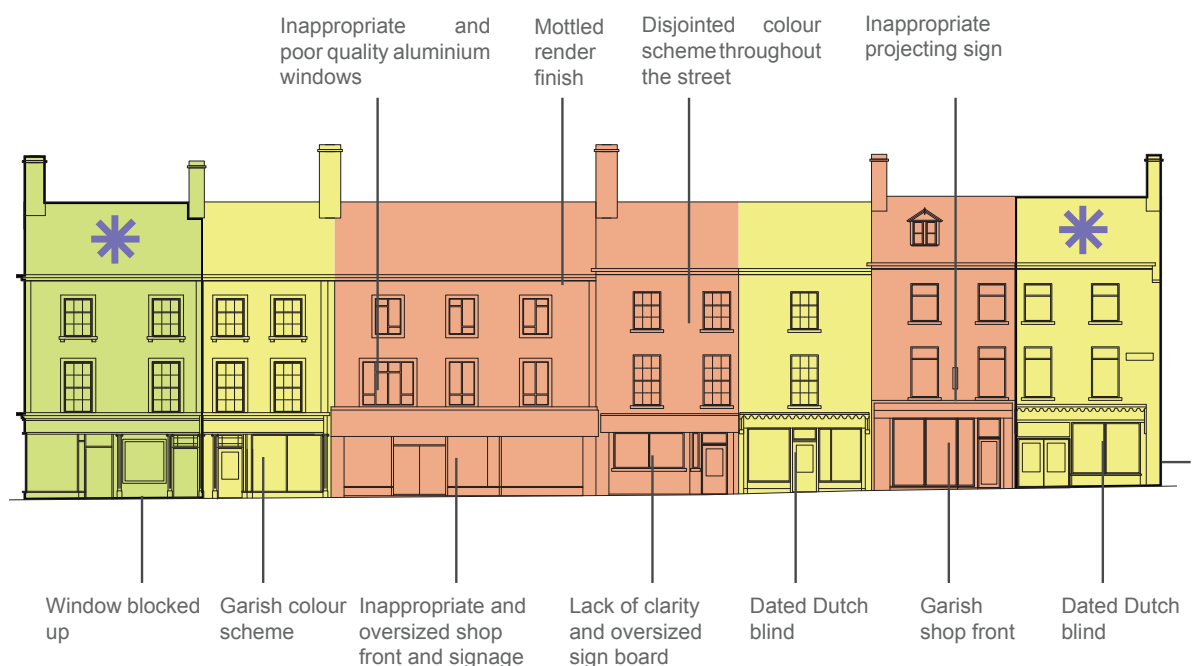 Inappropriate and
poor quality aluminium
windows
Mottled
render
finish
Disjointed colour
scheme throughout
the street
Inappropriate
projecting sign
Window blocked
up
Garish colour
scheme
Inappropriate and
oversized shop
front and signage
Lack of clarity
and oversized
sign board
Dated Dutch
blind
Garish
shop front
Dated Dutch
blind